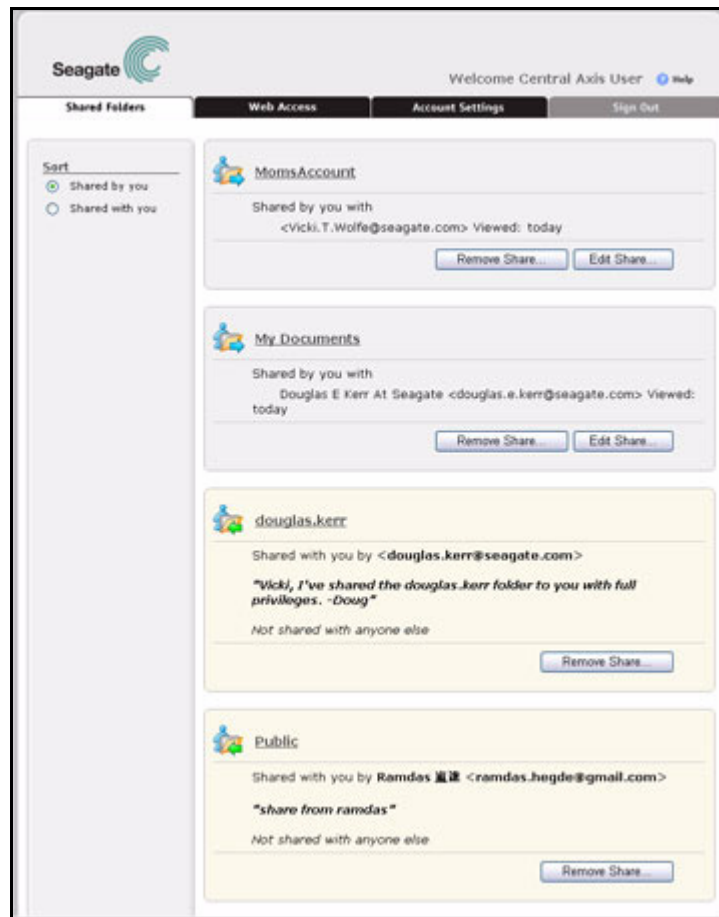 Seagate
Welcome Central Axis User
Help
Shared Folders
Web Access
Account Settings
Sign Out
Sort
Shared by you
Shared with you
MomsAccount
Shared by you with
<Vicki.T.Wolfe@seagate.com> Viewed: today
Remove Share...
Edit Share...
My Documents
Shared by you with
Douglas E Kerr At Seagate <douglas.e.kerr@seagate.com> Viewed:
today
Remove Share...
Edit Share...
douglas.kerr
Shared with you by <douglas.kerr@seagate.com>
"Vicki, I've shared the douglas.kerr folder to you with full
privileges. -Doug"
Not shared with anyone else
Remove Share...
Public
Shared with you by Ramdas <ramdas.hegde@gmail.com>
"share from ramdas"
Not shared with anyone else
Remove Share...